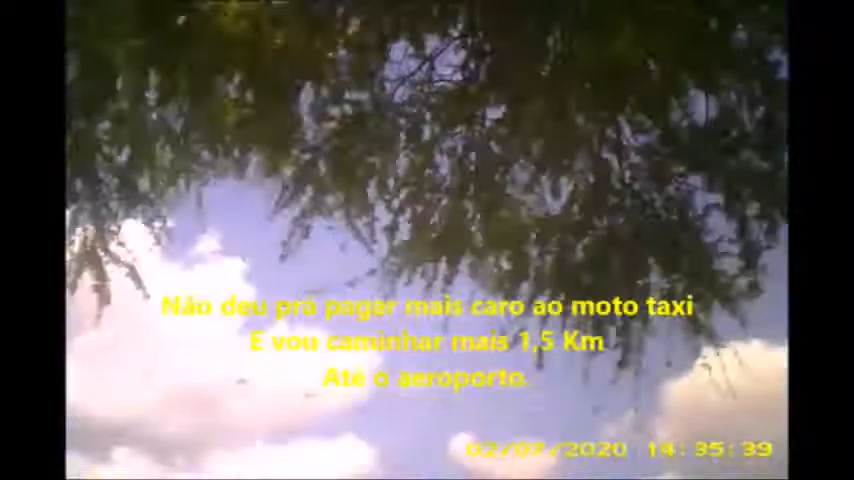 Não deu prá pagar mais caro ao moto taxi
E vou caminhar mais 1,5 Km
Até o aeroporto.
02/07/2020 14:35:39